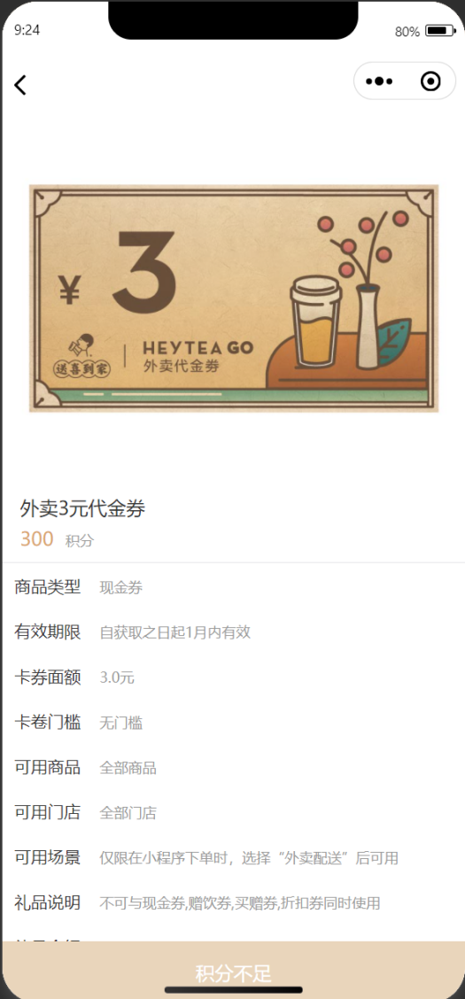 9:24
80%
¥
3
送喜到家
HEYTEA GO
外卖代金券
外卖3元代金券
300 积分
商品类型 现金券
有效期限 自获取之日起1月内有效
卡券面额 3.0元
卡卷门槛 无门槛
可用商品 全部商品
可用门店 全部门店
可用场景 仅限在小程序下单时，选择“外卖配送”后可用
礼品说明 不可与现金券,赠饮券,买赠券,折扣券同时使用
积分不足